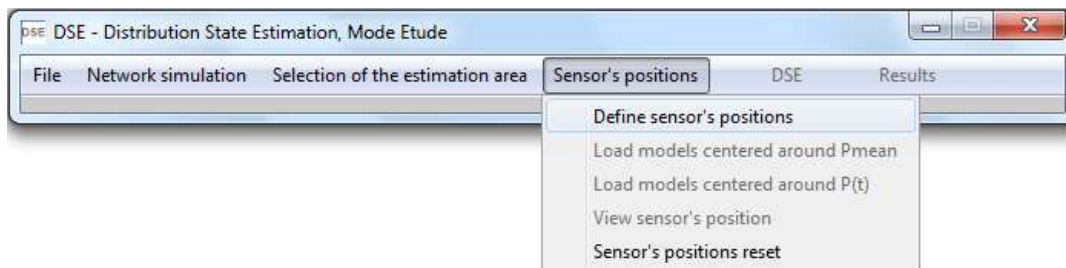 DSE DSE - Distribution State Estimation, Mode Etude
File Network simulation Selection of the estimation area Sensor's positions DSE Results
Define sensor's positions
Load models centered around Pmean
Load models centered around P(t)
View sensor's position
Sensor's positions reset